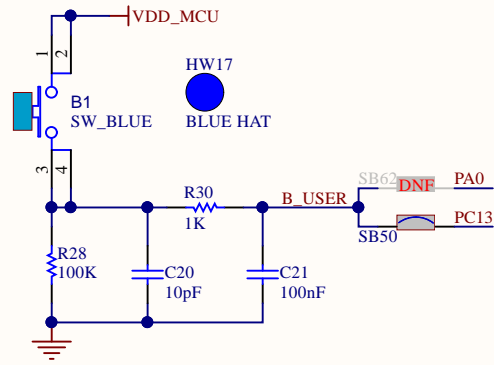 VDD_MCU
1
2
HW17
B1
SW_BLUE
BLUE HAT
3
4
R30
1K
B_USER
SB62
DNF
PA0
PC13
SB50
R28
100K
C20
10pF
C21
100nF